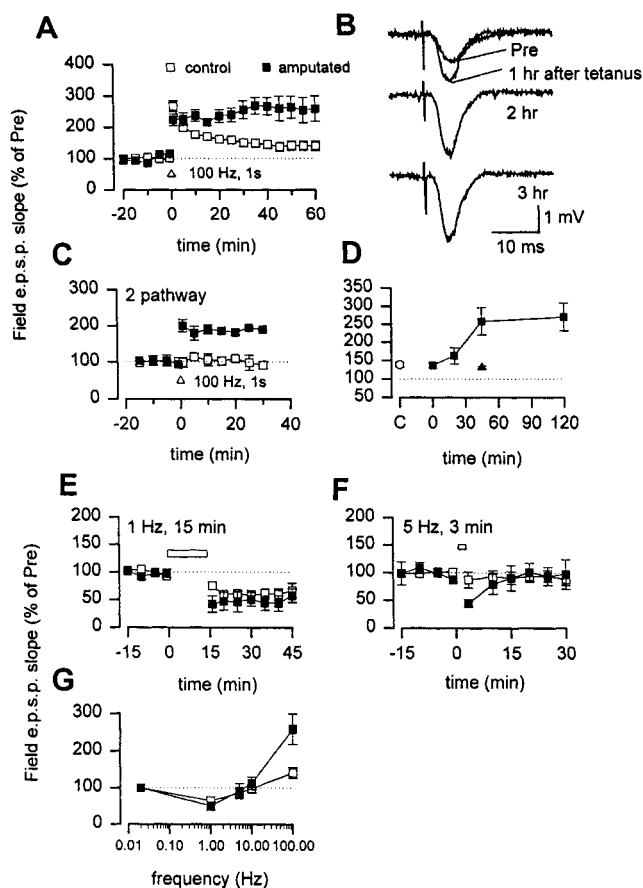 A
control
amputated
400
300
200
100
0
100 Hz, 1s
-20 -10 0 10 20 30 40 50 60
time (min)
B
Pre
1 hr after tetanus
2 hr
3 hr
1 mV
10 ms
Field e.p.s.p. slope (% of Pre)
C
2 pathway
300
200
100
0
100 Hz, 1s
-20 0 20 40
time (min)
D
350
300
250
200
150
100
50
C 0 30 60 90 120
time (min)
E
1 Hz, 15 min
200
150
100
50
0
-15 0 15 30 45
time (min)
F
5 Hz, 3 min
200
150
100
50
0
-15 0 15 30
time (min)
Field e.p.s.p. slope (% of Pre)
G
300
200
100
0
0.01 0.10 1.00 10.00 100.00
frequency (Hz)